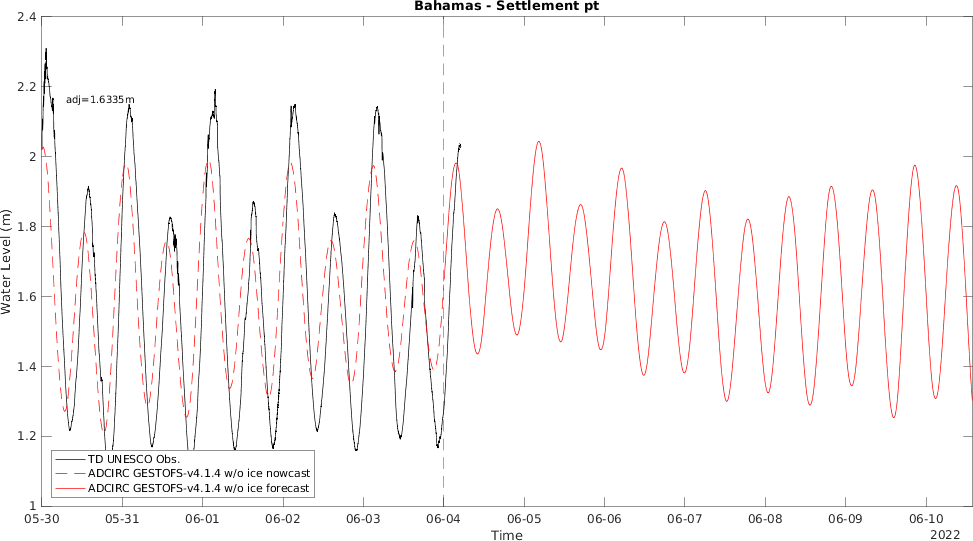 Bahamas - Settlement pt
2.4
2.2
2
1.8
1.6
1.4
1.2
1
Water Level (m)
adj=1.6335m
TD UNESCO Obs.
ADCIRC GESTOFS-v4.1.4 w/o ice nowcast
ADCIRC GESTOFS-v4.1.4 w/o ice forecast
05-30 05-31 06-01 06-02 06-03 06-04 06-05 06-06 06-07 06-08 06-09 06-10
2022
Time